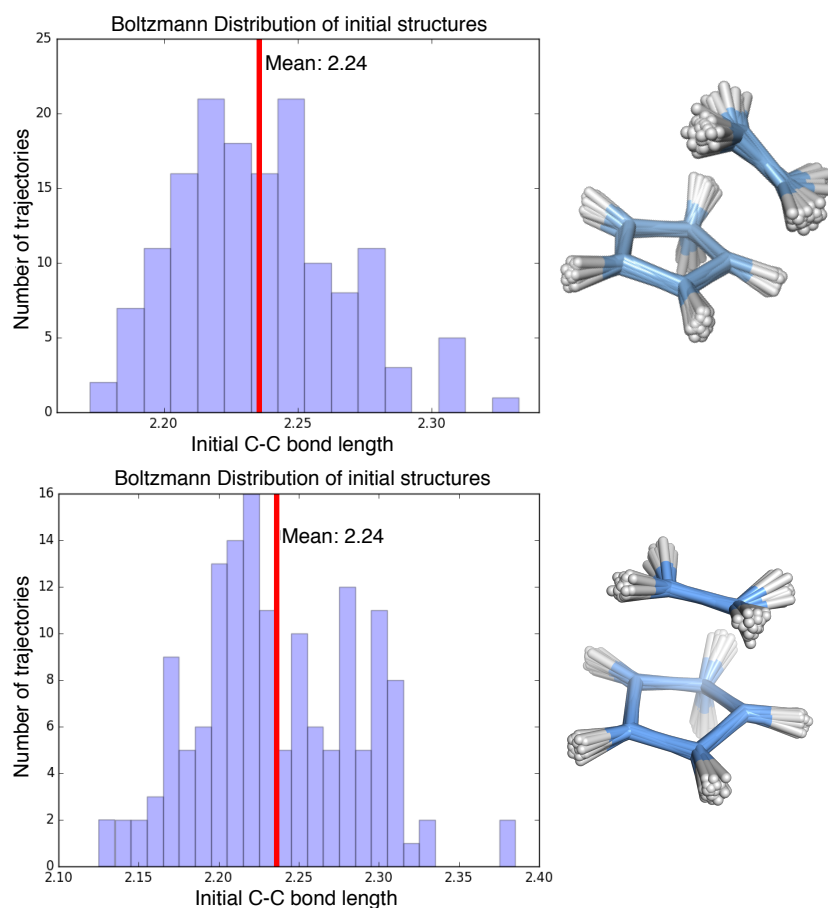 Boltzmann Distribution of initial structures
25
Mean: 2.24
20
15
10
5
0
Number of trajectories
2.20 2.25 2.30
Initial C-C bond length
Boltzmann Distribution of initial structures
16
Mean: 2.24
14
12
10
8
6
4
2
0
Number of trajectories
2.10 2.15 2.20 2.25 2.30 2.35 2.40
Initial C-C bond length